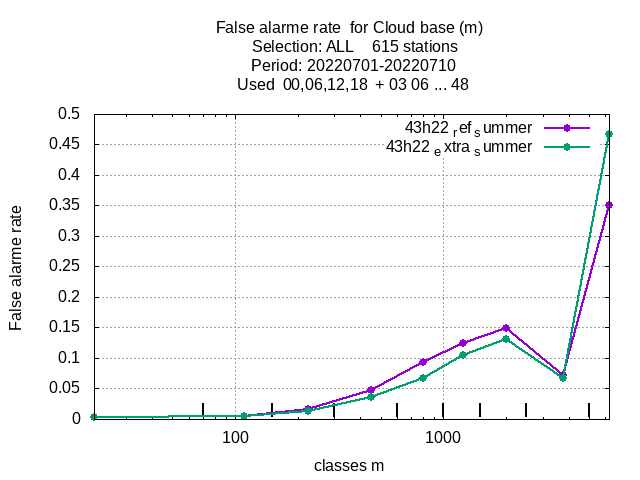 False alarme rate  for Cloud base (m)
Selection: ALL    615 stations
Period: 20220701-20220710
Used  00,06,12,18  + 03 06 ... 48
43h22 ref summer
43h22 extra summer
0.5
0.45
0.4
0.35
0.3
0.25
0.2
0.15
0.1
0.05
0
False alarme rate
100
1000
classes m